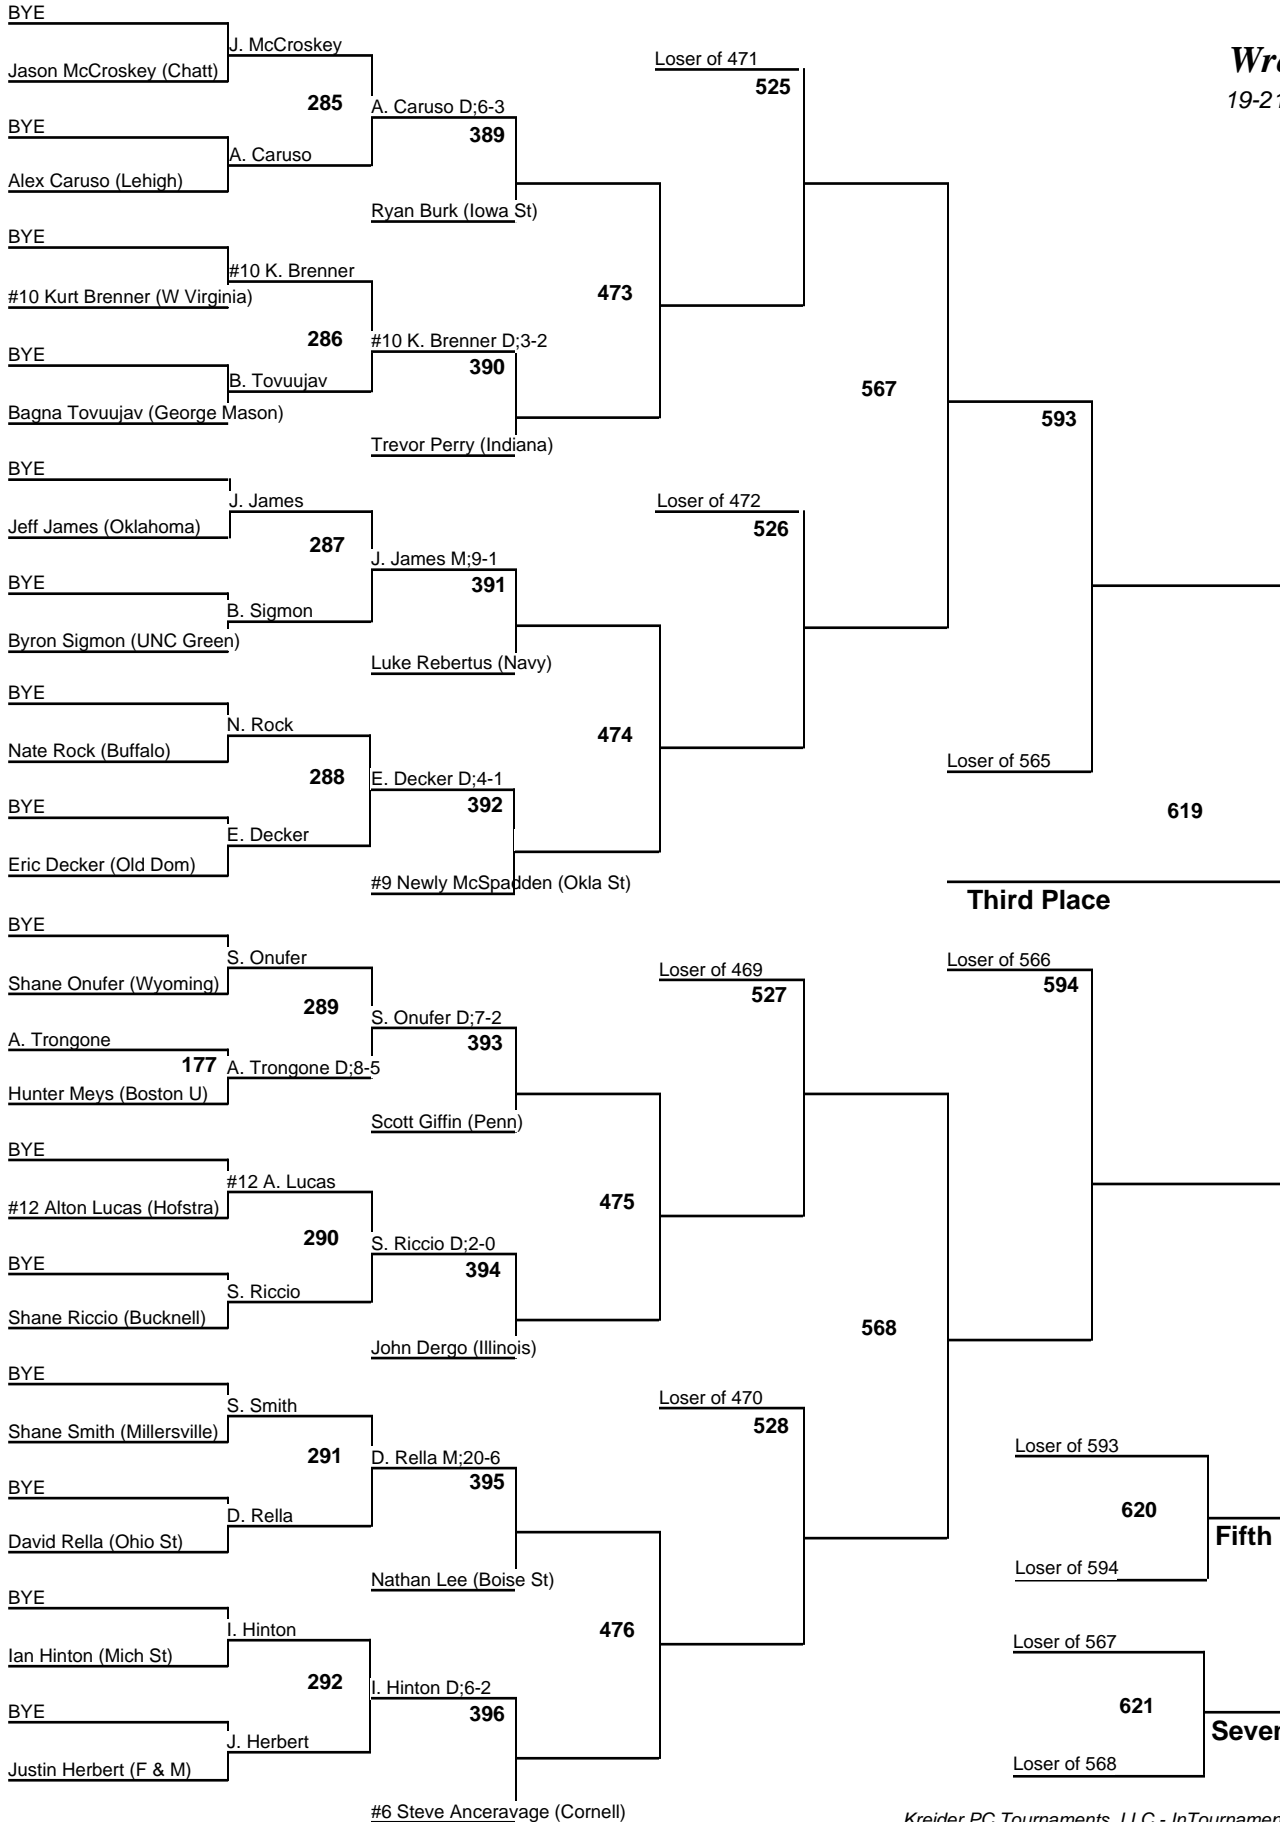 BYE
J. McCroskey
Jason McCroskey (Chatt)
285
A. Caruso D;6-3
389
BYE
A. Caruso
Alex Caruso (Lehigh)
Ryan Burk (Iowa St)
BYE
#10 K. Brenner
#10 Kurt Brenner (W Virginia)
473
286
#10 K. Brenner D;3-2
390
BYE
B. Tovuujav
Bagna Tovuujav (George Mason)
Trevor Perry (Indiana)
Loser of 471
525
567
593
19-21
BYE
J. James
Jeff James (Oklahoma)
287
J. James M;9-1
391
BYE
B. Sigmon
Byron Sigmon (UNC Green)
Luke Rebertus (Navy)
Loser of 472
526
BYE
N. Rock
Nate Rock (Buffalo)
474
288
E. Decker D;4-1
392
BYE
E. Decker
Eric Decker (Old Dom)
#9 Newly McSpadden (Okla St)
Loser of 565
619
Third Place
BYE
S. Onufer
Shane Onufer (Wyoming)
289
S. Onufer D;7-2
393
A. Trongone
177
A. Trongone D;8-5
Hunter Meys (Boston U)
Scott Giffin (Penn)
Loser of 469
527
Loser of 566
594
BYE
#12 A. Lucas
#12 Alton Lucas (Hofstra)
475
290
S. Riccio D;2-0
394
BYE
S. Riccio
Shane Riccio (Bucknell)
John Dergo (Illinois)
568
BYE
S. Smith
Shane Smith (Millersville)
291
D. Rella M;20-6
395
BYE
D. Rella
David Rella (Ohio St)
Nathan Lee (Boise St)
Loser of 470
528
Loser of 593
620
Fifth
Loser of 594
BYE
I. Hinton
Ian Hinton (Mich St)
476
292
I. Hinton D;6-2
396
BYE
J. Herbert
Justin Herbert (F & M)
#6 Steve Anceravage (Cornell)
Loser of 567
621
Loser of 568
Kreider PC Tournaments, LLC - InTournamen